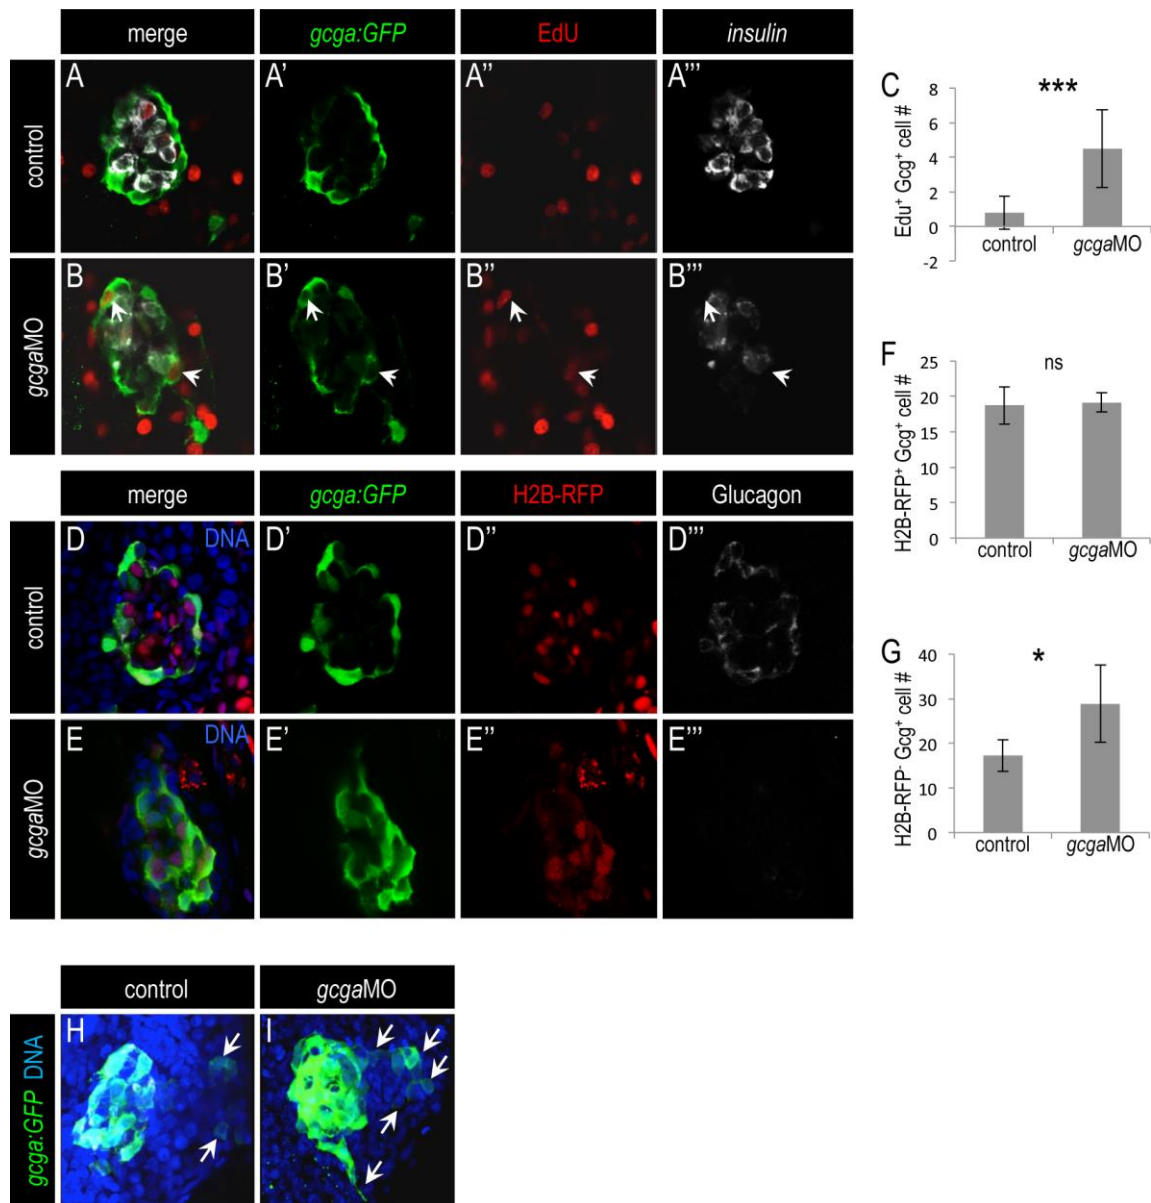 merge gcga:GFP EdU insulin
control
A A’ A’’ A’’’
gcgaMO
B B’ B’’ B’’’
C
Edu⁺ Gcg⁺ cell #
8
6
4
2
0
-2
***
control gcgaMO
merge gcga:GFP H2B-RFP Glucagon
control
D DNA D’ D’’ D’’’
gcgaMO
E DNA E’ E’’ E’’’
F
H2B-RFP⁺ Gcg⁺ cell #
25
20
15
10
5
0
ns
control gcgaMO
G
H2B-RFP⁻ Gcg⁺ cell #
40
30
20
10
0
*
control gcgaMO
control gcgaMO
gcga:GFP DNA
H I